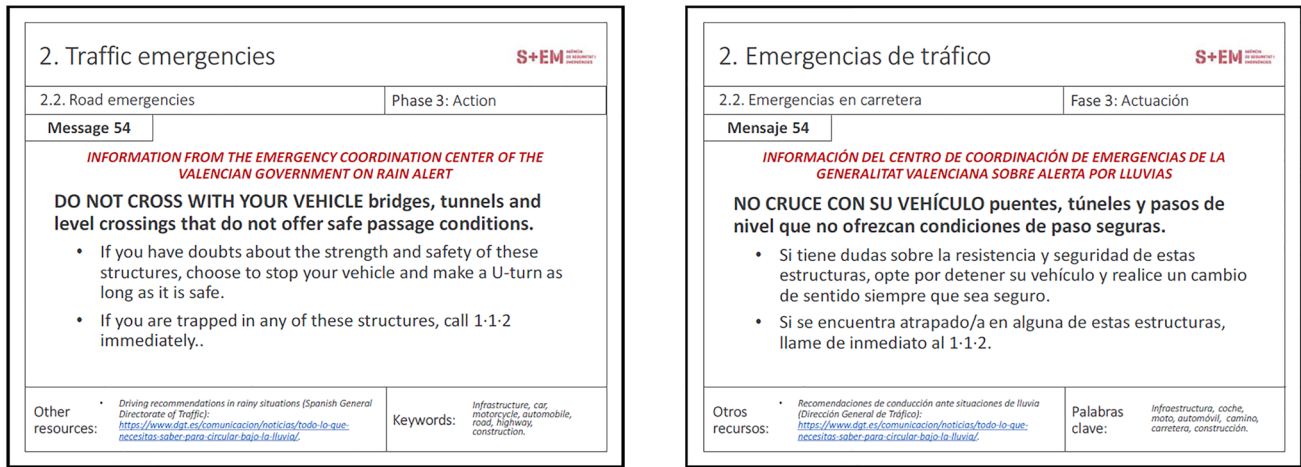 2. Traffic emergencies
S+EM AGÈNCIA DE SEGURETAT I EMERGÈNCIES
2.2. Road emergencies
Phase 3: Action
Message 54
INFORMATION FROM THE EMERGENCY COORDINATION CENTER OF THE
VALENCIAN GOVERNMENT ON RAIN ALERT
DO NOT CROSS WITH YOUR VEHICLE bridges, tunnels and
level crossings that do not offer safe passage conditions.
• If you have doubts about the strength and safety of these
structures, choose to stop your vehicle and make a U-turn as
long as it is safe.
• If you are trapped in any of these structures, call 1·1·2
immediately..
Other
resources:
• Driving recommendations in rainy situations (Spanish General
Directorate of Traffic):
https://www.dgt.es/comunicacion/noticias/todo-lo-que-
necesitas-saber-para-circular-bajo-la-lluvia/.
Keywords:
Infrastructure, car,
motorcycle, automobile,
road, highway,
construction.
2. Emergencias de tráfico
S+EM AGÈNCIA DE SEGURETAT I EMERGÈNCIES
2.2. Emergencias en carretera
Fase 3: Actuación
Mensaje 54
INFORMACIÓN DEL CENTRO DE COORDINACIÓN DE EMERGENCIAS DE LA
GENERALITAT VALENCIANA SOBRE ALERTA POR LLUVIAS
NO CRUCE CON SU VEHÍCULO puentes, túneles y pasos de
nivel que no ofrezcan condiciones de paso seguras.
• Si tiene dudas sobre la resistencia y seguridad de estas
estructuras, opte por detener su vehículo y realice un cambio
de sentido siempre que sea seguro.
• Si se encuentra atrapado/a en alguna de estas estructuras,
llame de inmediato al 1·1·2.
Otros
recursos:
• Recomendaciones de conducción ante situaciones de lluvia
(Dirección General de Tráfico):
https://www.dgt.es/comunicacion/noticias/todo-lo-que-
necesitas-saber-para-circular-bajo-la-lluvia/.
Palabras
clave:
Infraestructura, coche,
moto, automóvil, camino,
carretera, construcción.